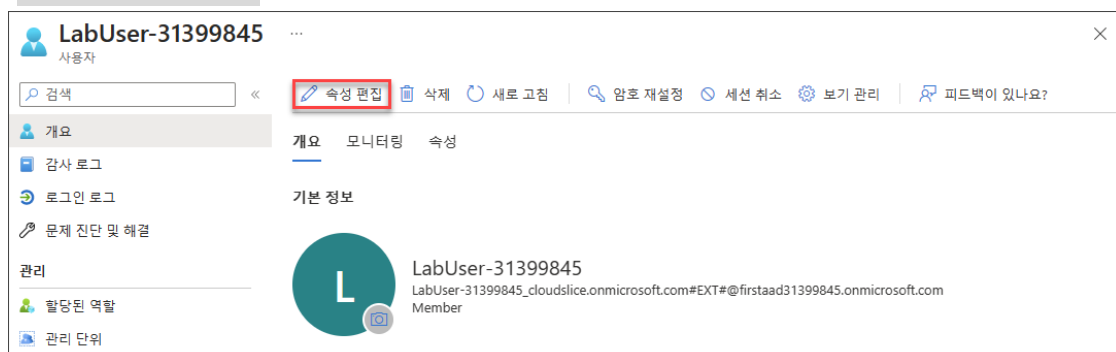 LabUser-31399845 ...
사용자
검색 «
속성 편집 삭제 새로 고침 암호 재설정 세션 취소 보기 관리 피드백이 있나요?
개요
감사 로그
로그인 로그
문제 진단 및 해결
관리
할당된 역할
관리 단위
개요 모니터링 속성
기본 정보
L
LabUser-31399845
LabUser-31399845_cloudslice.onmicrosoft.com#EXT#@firstaad31399845.onmicrosoft.com
Member